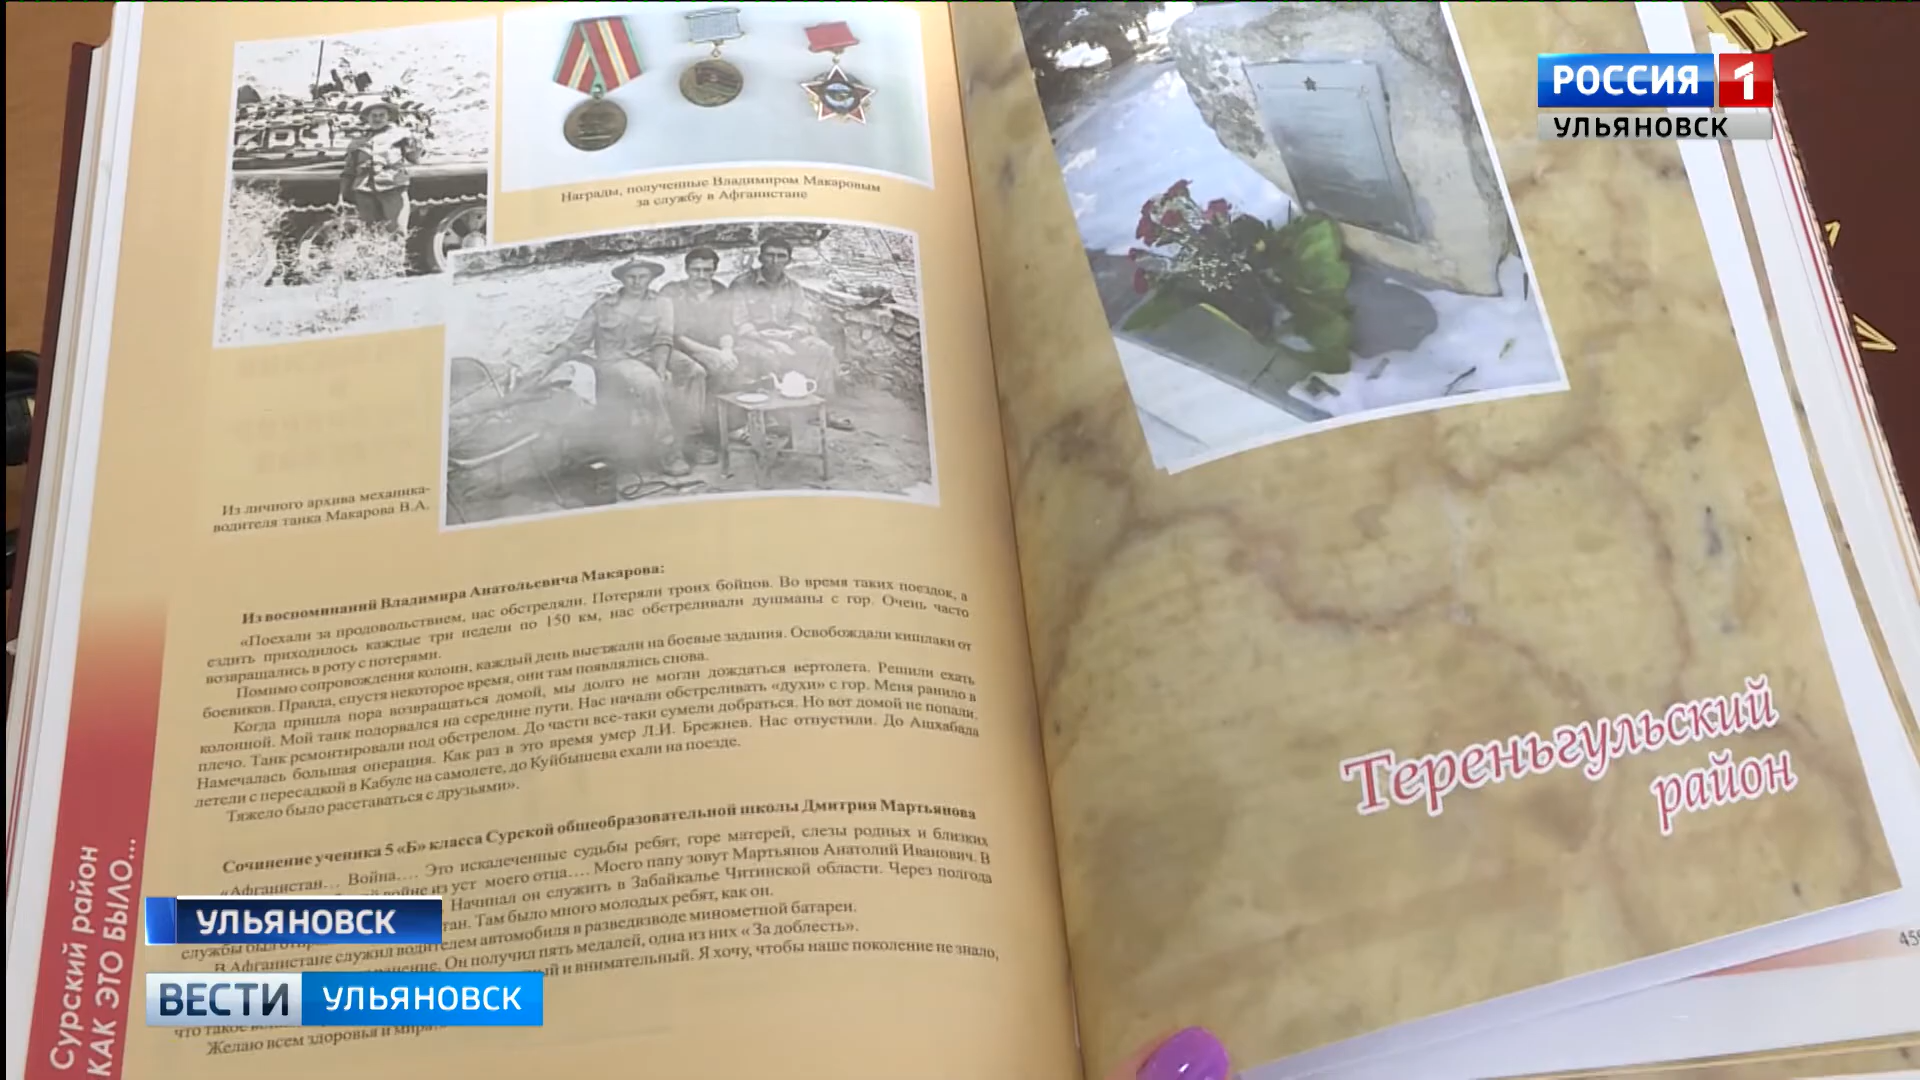 Награды, полученные Владимиром Макаровым
за службу в Афганистане
Из личного архива механика-
водителя танка Макарова В.А.
Из воспоминаний Владимира Анатольевича Макарова:
«Поехали за продовольствием, нас обстреляли. Потеряли троих бойцов. Во время таких поездок, а
ездить приходилось каждые три недели по 150 км, нас обстреливали душманы с гор. Очень часто
возвращались в роту с потерями.
Помимо сопровождения колонн, каждый день выезжали на боевые задания. Освобождали кишлаки от
боевиков. Правда, спустя некоторое время, они там появлялись снова.
Когда пришла пора возвращаться домой, мы долго не могли дождаться вертолета. Решили ехать
колонной. Мой танк подорвался на середине пути. Нас начали обстреливать «духи» с гор. Меня ранило в
плечо. Танк ремонтировали под обстрелом. До части все-таки сумели добраться. Но вот домой не попали.
Намечалась большая операция. Как раз в это время умер Л.И. Брежнев. Нас отпустили. До Ашхабада
летели с пересадкой в Кабуле на самолете, до Куйбышева ехали на поезде.
Тяжело было расставаться с друзьями».
Сочинение ученика 5 «Б» класса Сурской общеобразовательной школы Дмитрия Мартьянова
«Афганистан… Война…. Это искалеченные судьбы ребят, горе матерей, слезы родных и близких
войне из уст моего отца…. Моего папу зовут Мартьянов Анатолий Иванович. В
Начинал он служить в Забайкалье Читинской области. Через полгода
службы был Там было много молодых ребят, как он.
В Афганистане служил водителем автомобиля в разведвзводе минометной батареи.
Он получил пять медалей, одна из них «За доблесть».
и внимательный. Я хочу, чтобы наше поколение не знало,
что такое
Желаю всем здоровья и
Сурский район
КАК ЭТО БЫЛО...
Тереньгульский
район
РОССИЯ 1
УЛЬЯНОВСК
УЛЬЯНОВСК
ВЕСТИ УЛЬЯНОВСК